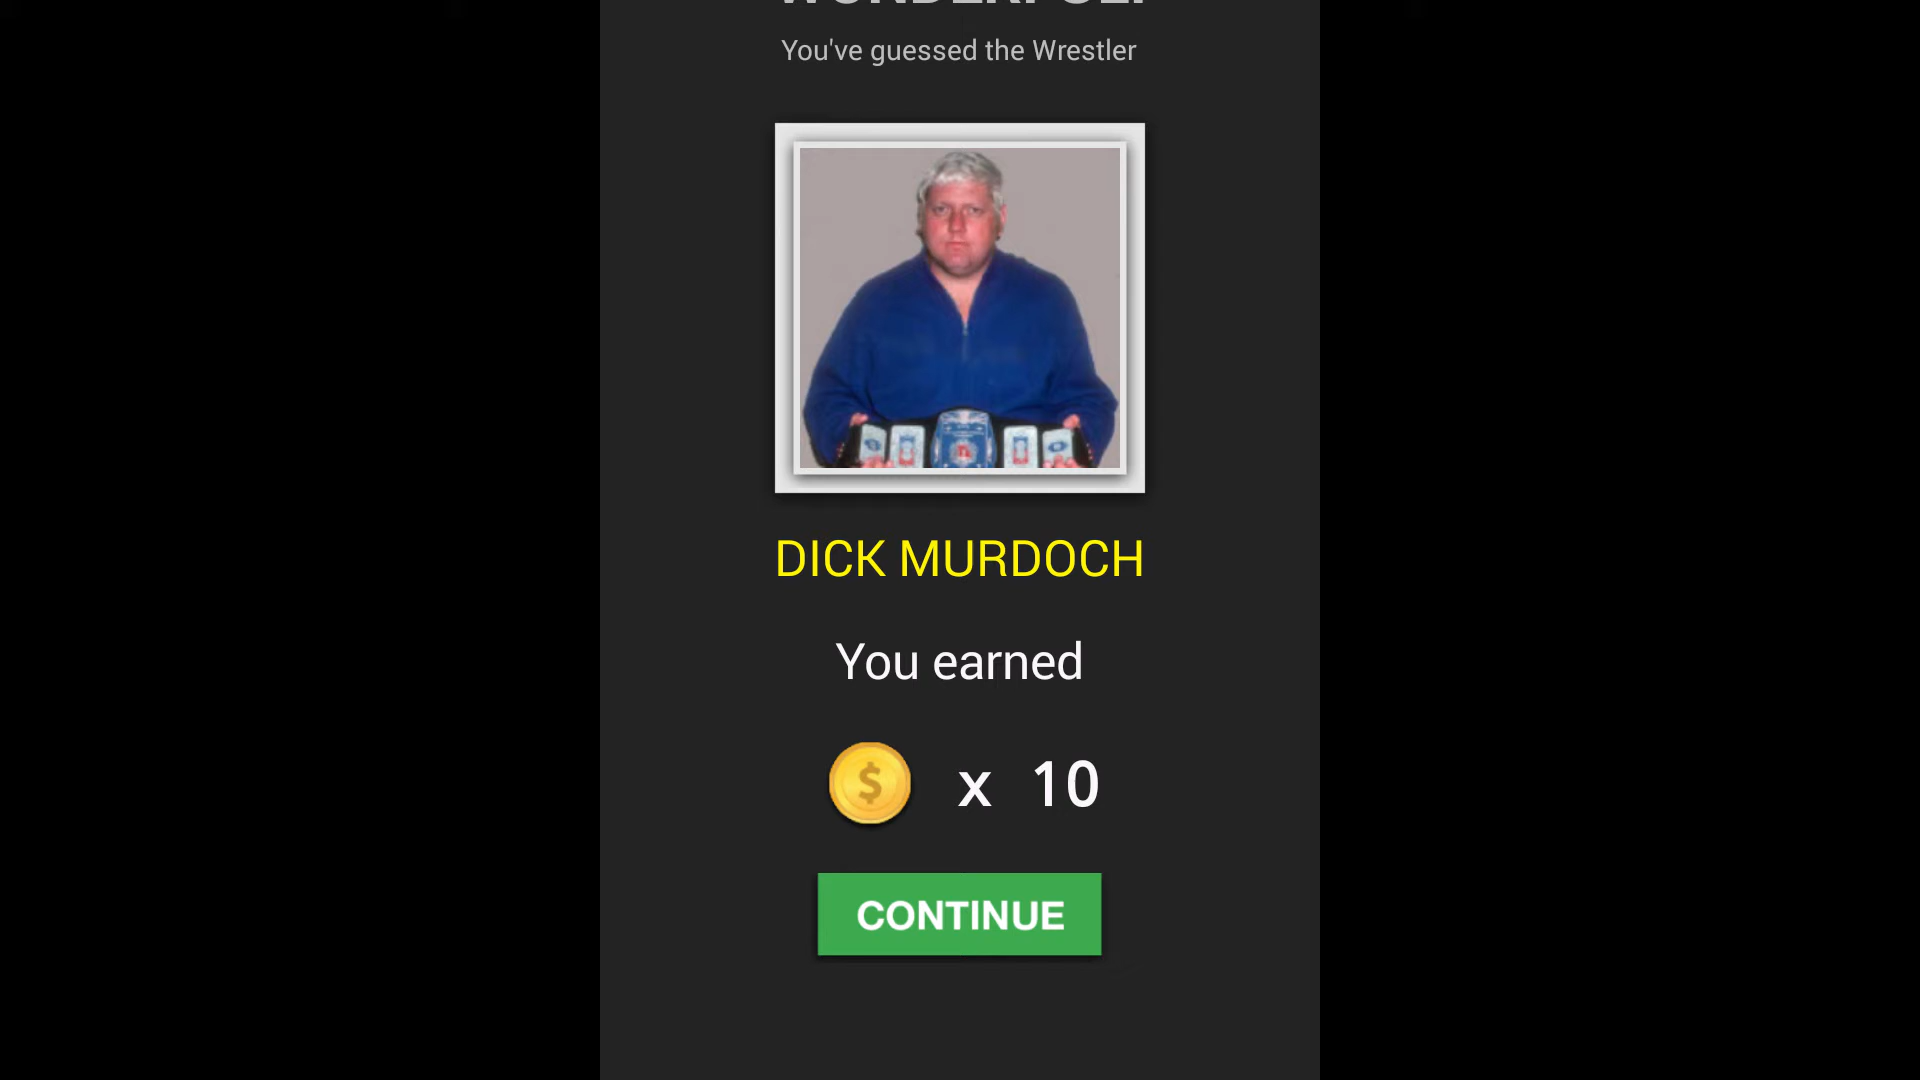 You've guessed the Wrestler
DICK MURDOCH
You earned
$ x 10
CONTINUE